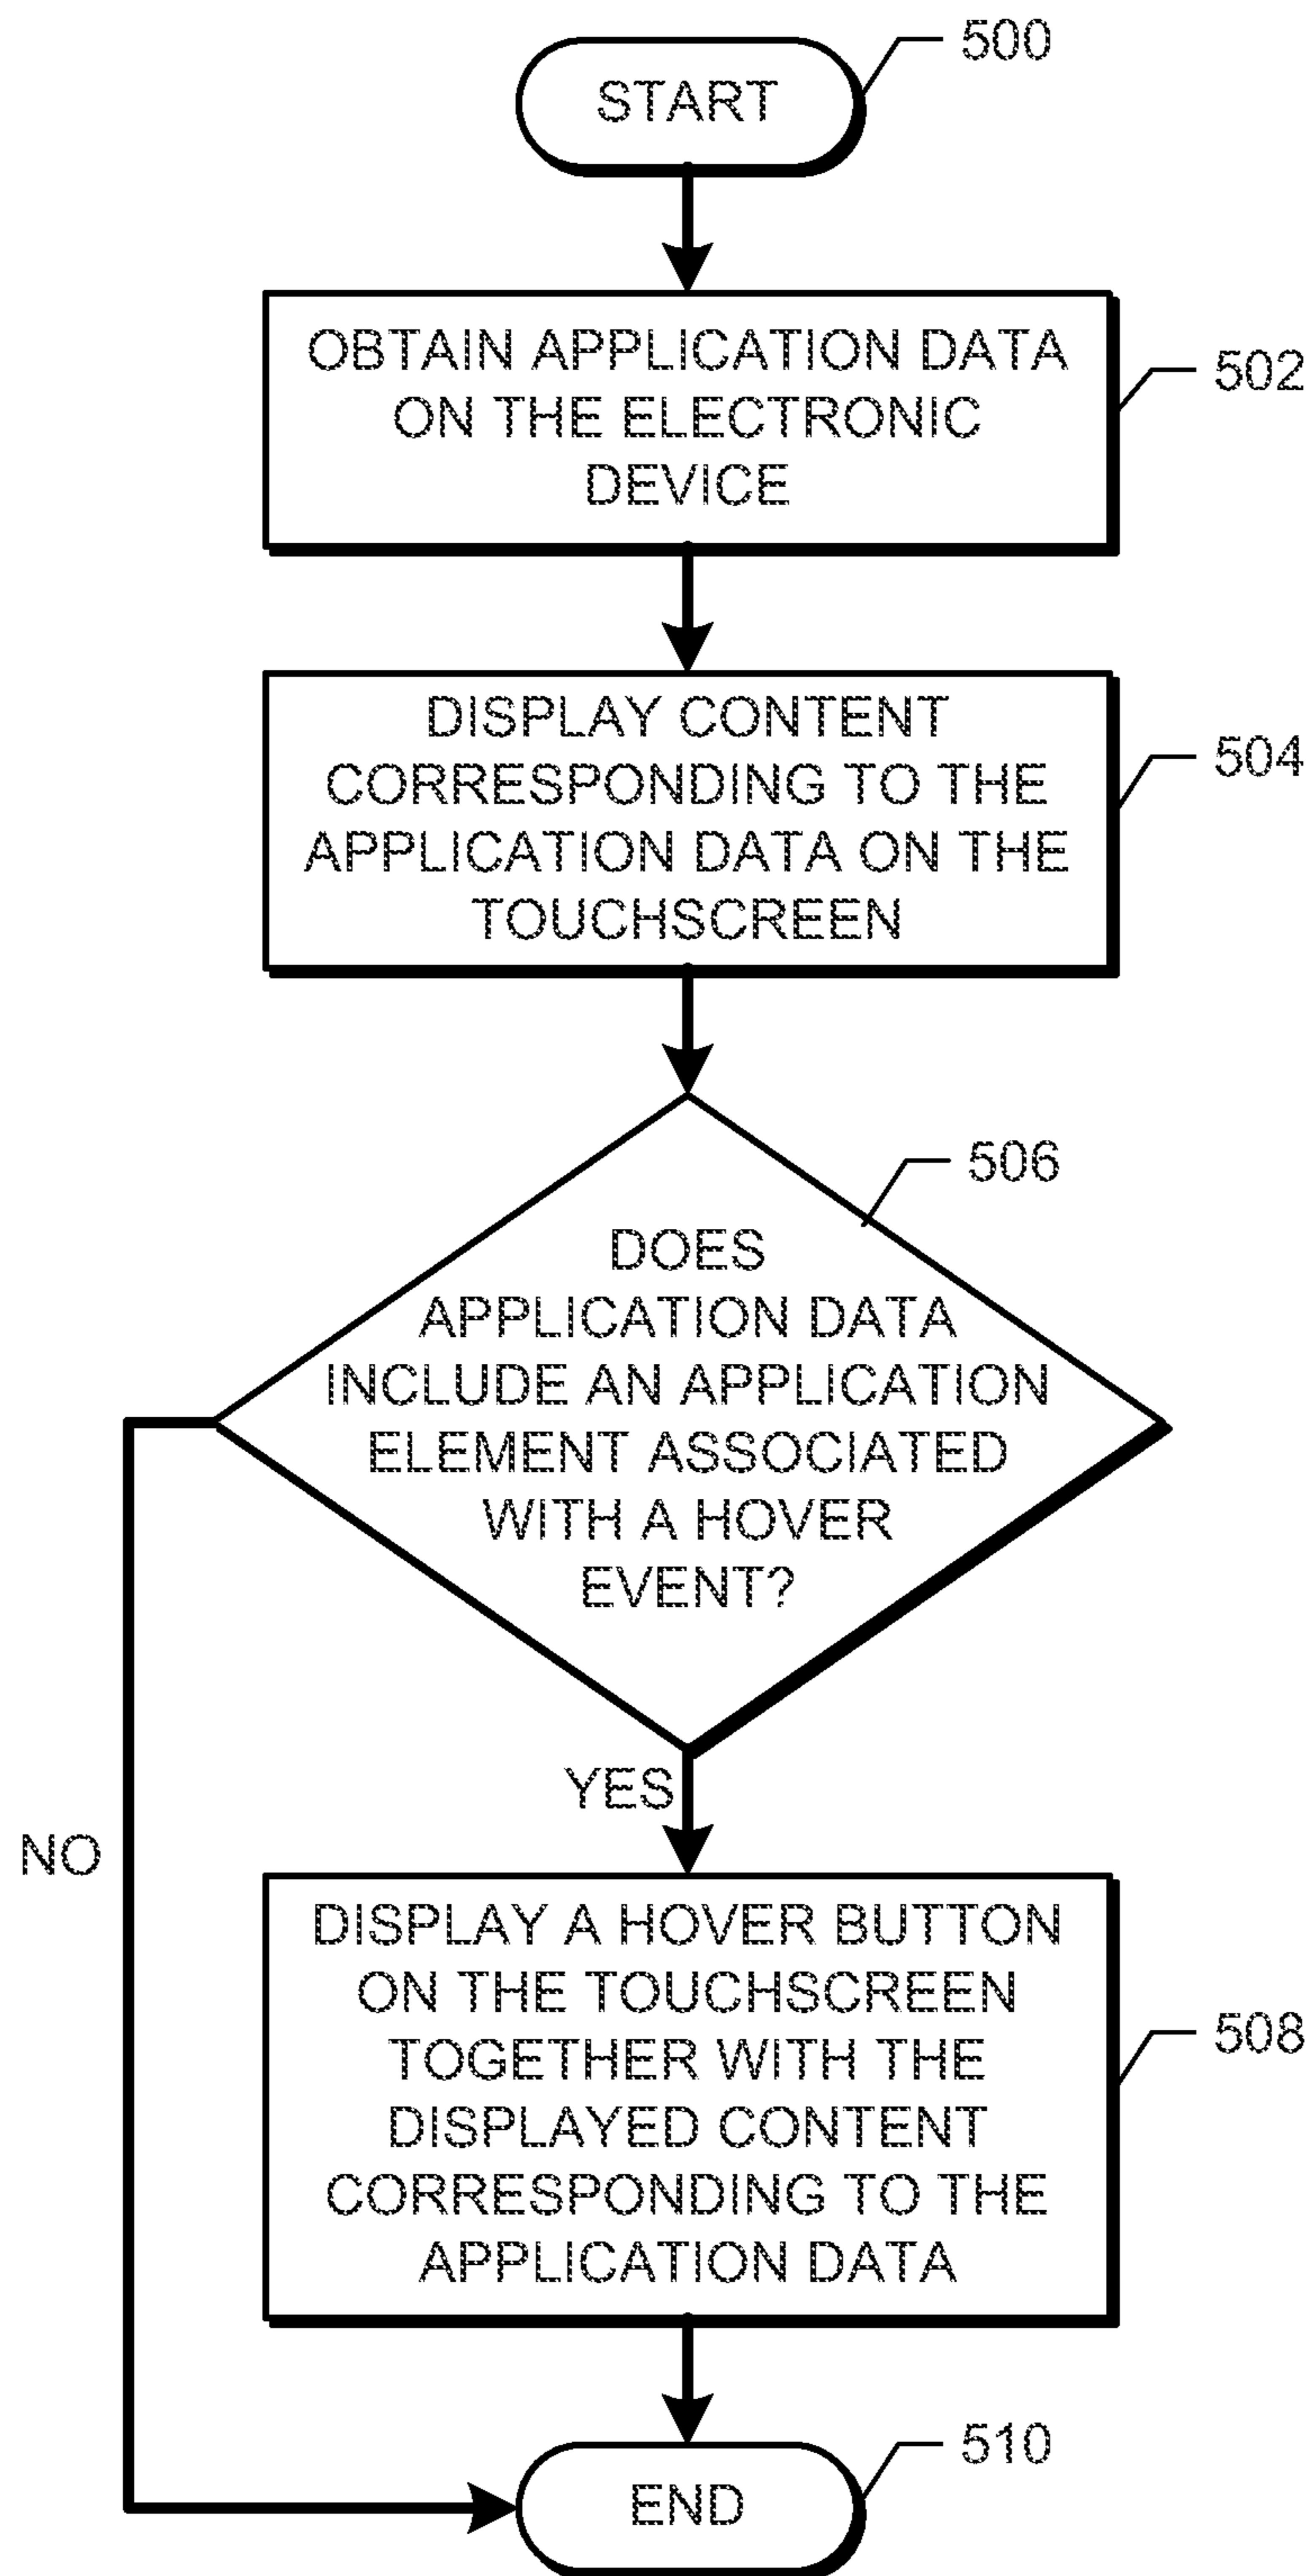 START
500
OBTAIN APPLICATION DATA
ON THE ELECTRONIC
DEVICE
502
DISPLAY CONTENT
CORRESPONDING TO THE
APPLICATION DATA ON THE
TOUCHSCREEN
504
506
DOES
APPLICATION DATA
INCLUDE AN APPLICATION
ELEMENT ASSOCIATED
WITH A HOVER
EVENT?
YES
NO
DISPLAY A HOVER BUTTON
ON THE TOUCHSCREEN
TOGETHER WITH THE
DISPLAYED CONTENT
CORRESPONDING TO THE
APPLICATION DATA
508
END
510